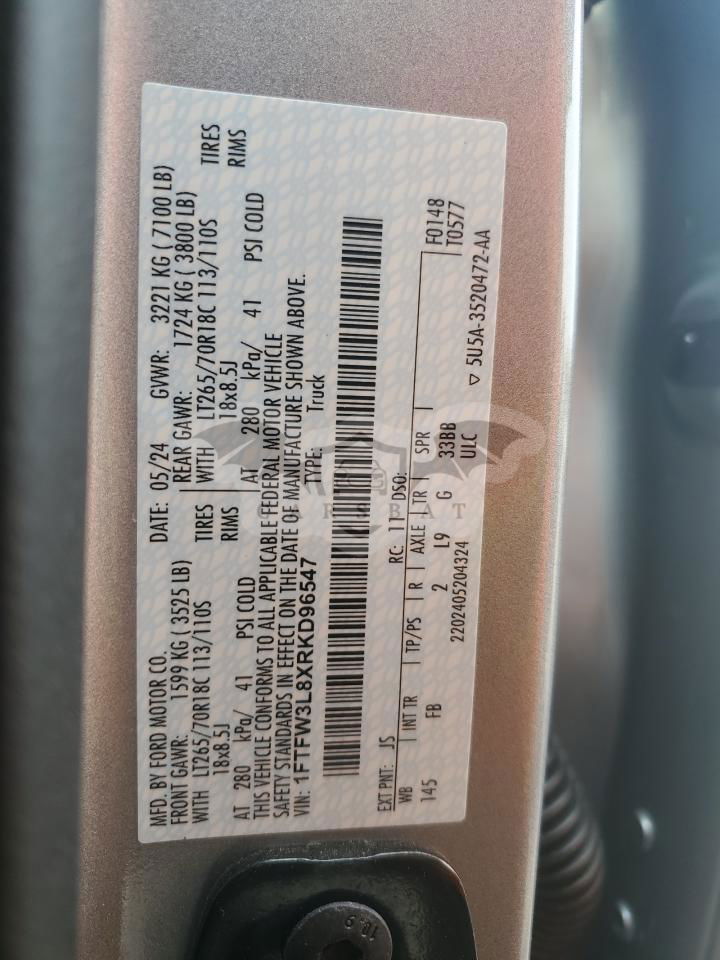 MFD. BY FORD MOTOR CO.
DATE: 05/24 GVWR: 3221 KG ( 7100 LB)
FRONT GAWR: 1599 KG ( 3525 LB)
REAR GAWR: 1724 KG ( 3800 LB)
WITH LT265/70R18C 113/110S TIRES
WITH LT265/70R18C 113/110S TIRES
18x8.5J RIMS
18x8.5J RIMS
AT 280 kPa/ 41 PSI COLD
AT 280 kPa/ 41 PSI COLD
THIS VEHICLE CONFORMS TO ALL APPLICABLE FEDERAL MOTOR VEHICLE
SAFETY STANDARDS IN EFFECT ON THE DATE OF MANUFACTURE SHOWN ABOVE.
VIN: 1FTFW3L8XRKD96547 TYPE: Truck
EXT PNT: JS RC: 11 DSO: F0148
T0577
WB INT TR TP/PS R AXLE TR SPR
145 FB 2 L9 G 33BB
2202405204324 ULC
▽ 5U5A-3520472-AA
CARSBAT
10.9